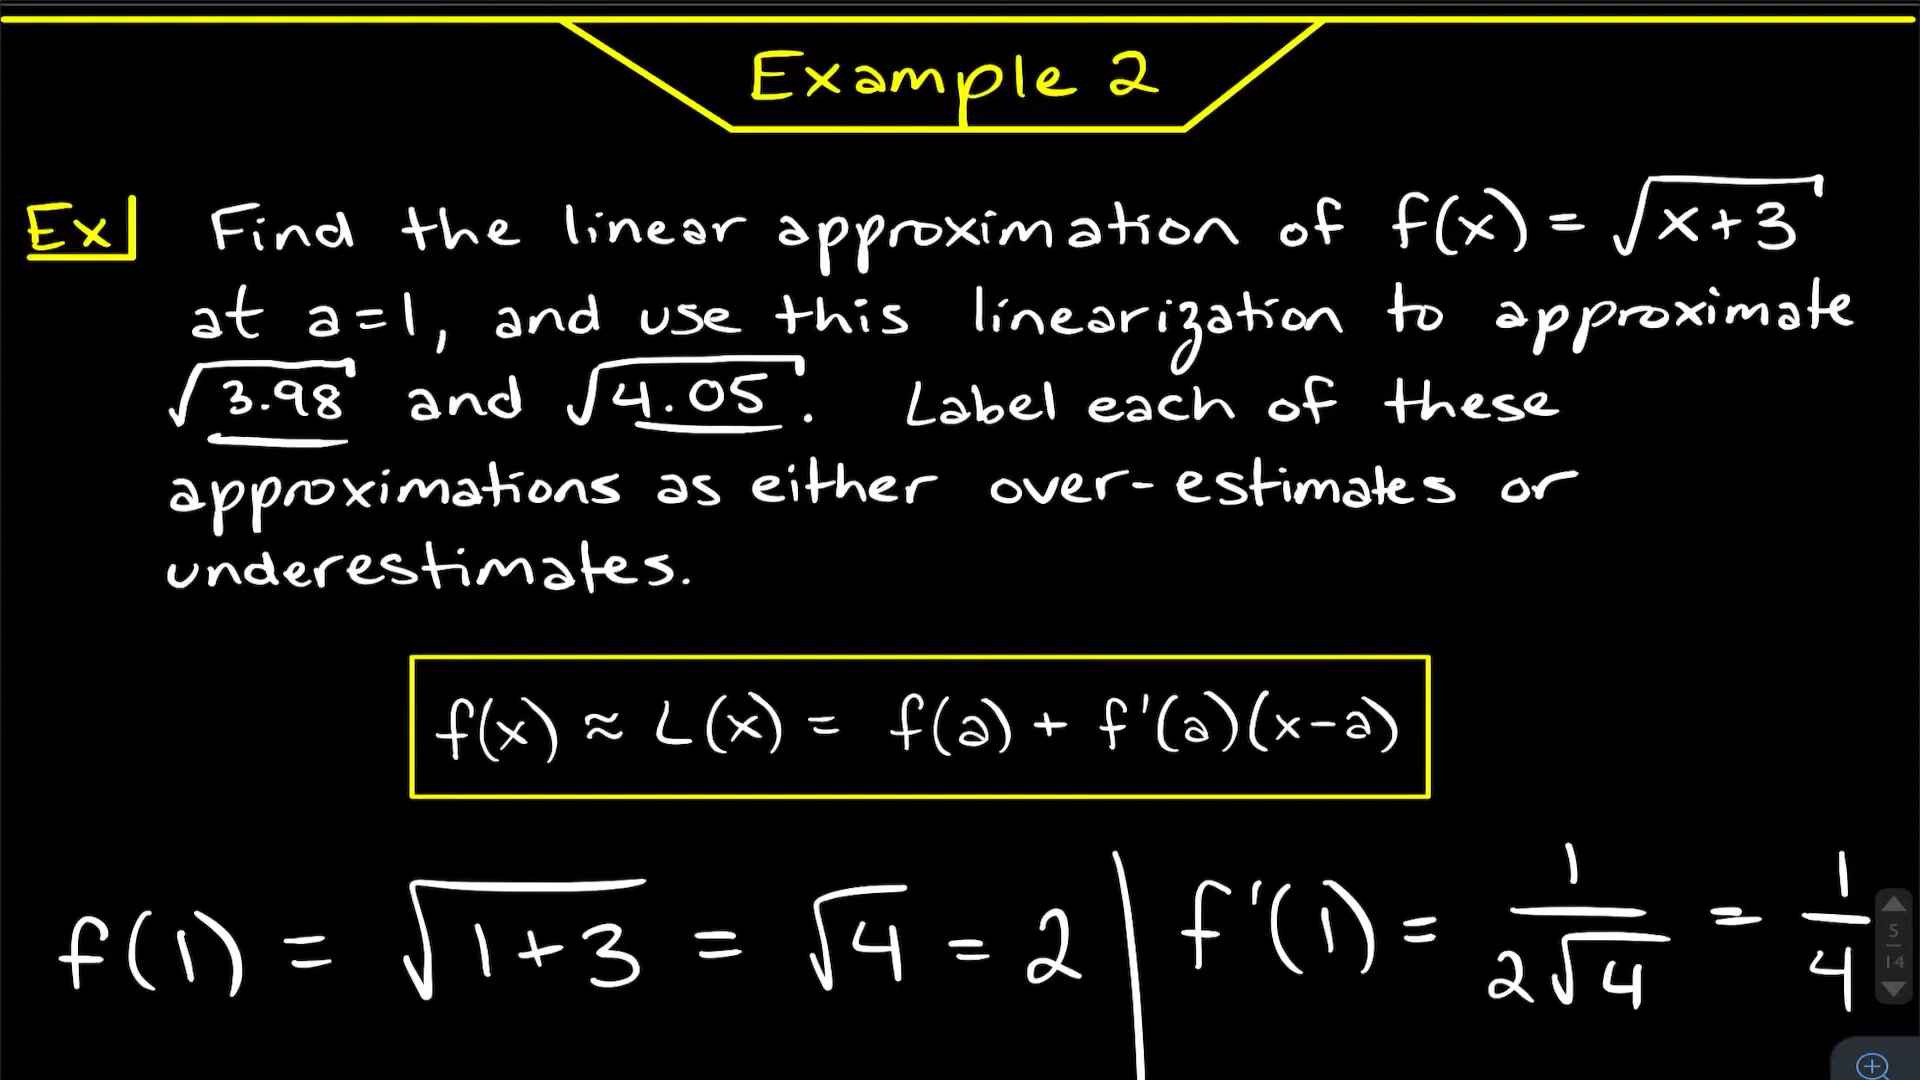 Example 2
Ex Find the linear approximation of f(x) = √(x+3)
at a=1, and use this linearization to approximate
√3.98 and √4.05. Label each of these
approximations as either over-estimates or
underestimates.
f(x) ≈ L(x) = f(a) + f'(a)(x-a)
f(1) = √(1+3) = √4 = 2 | f'(1) = 1/(2√4) = 1/4
5
14